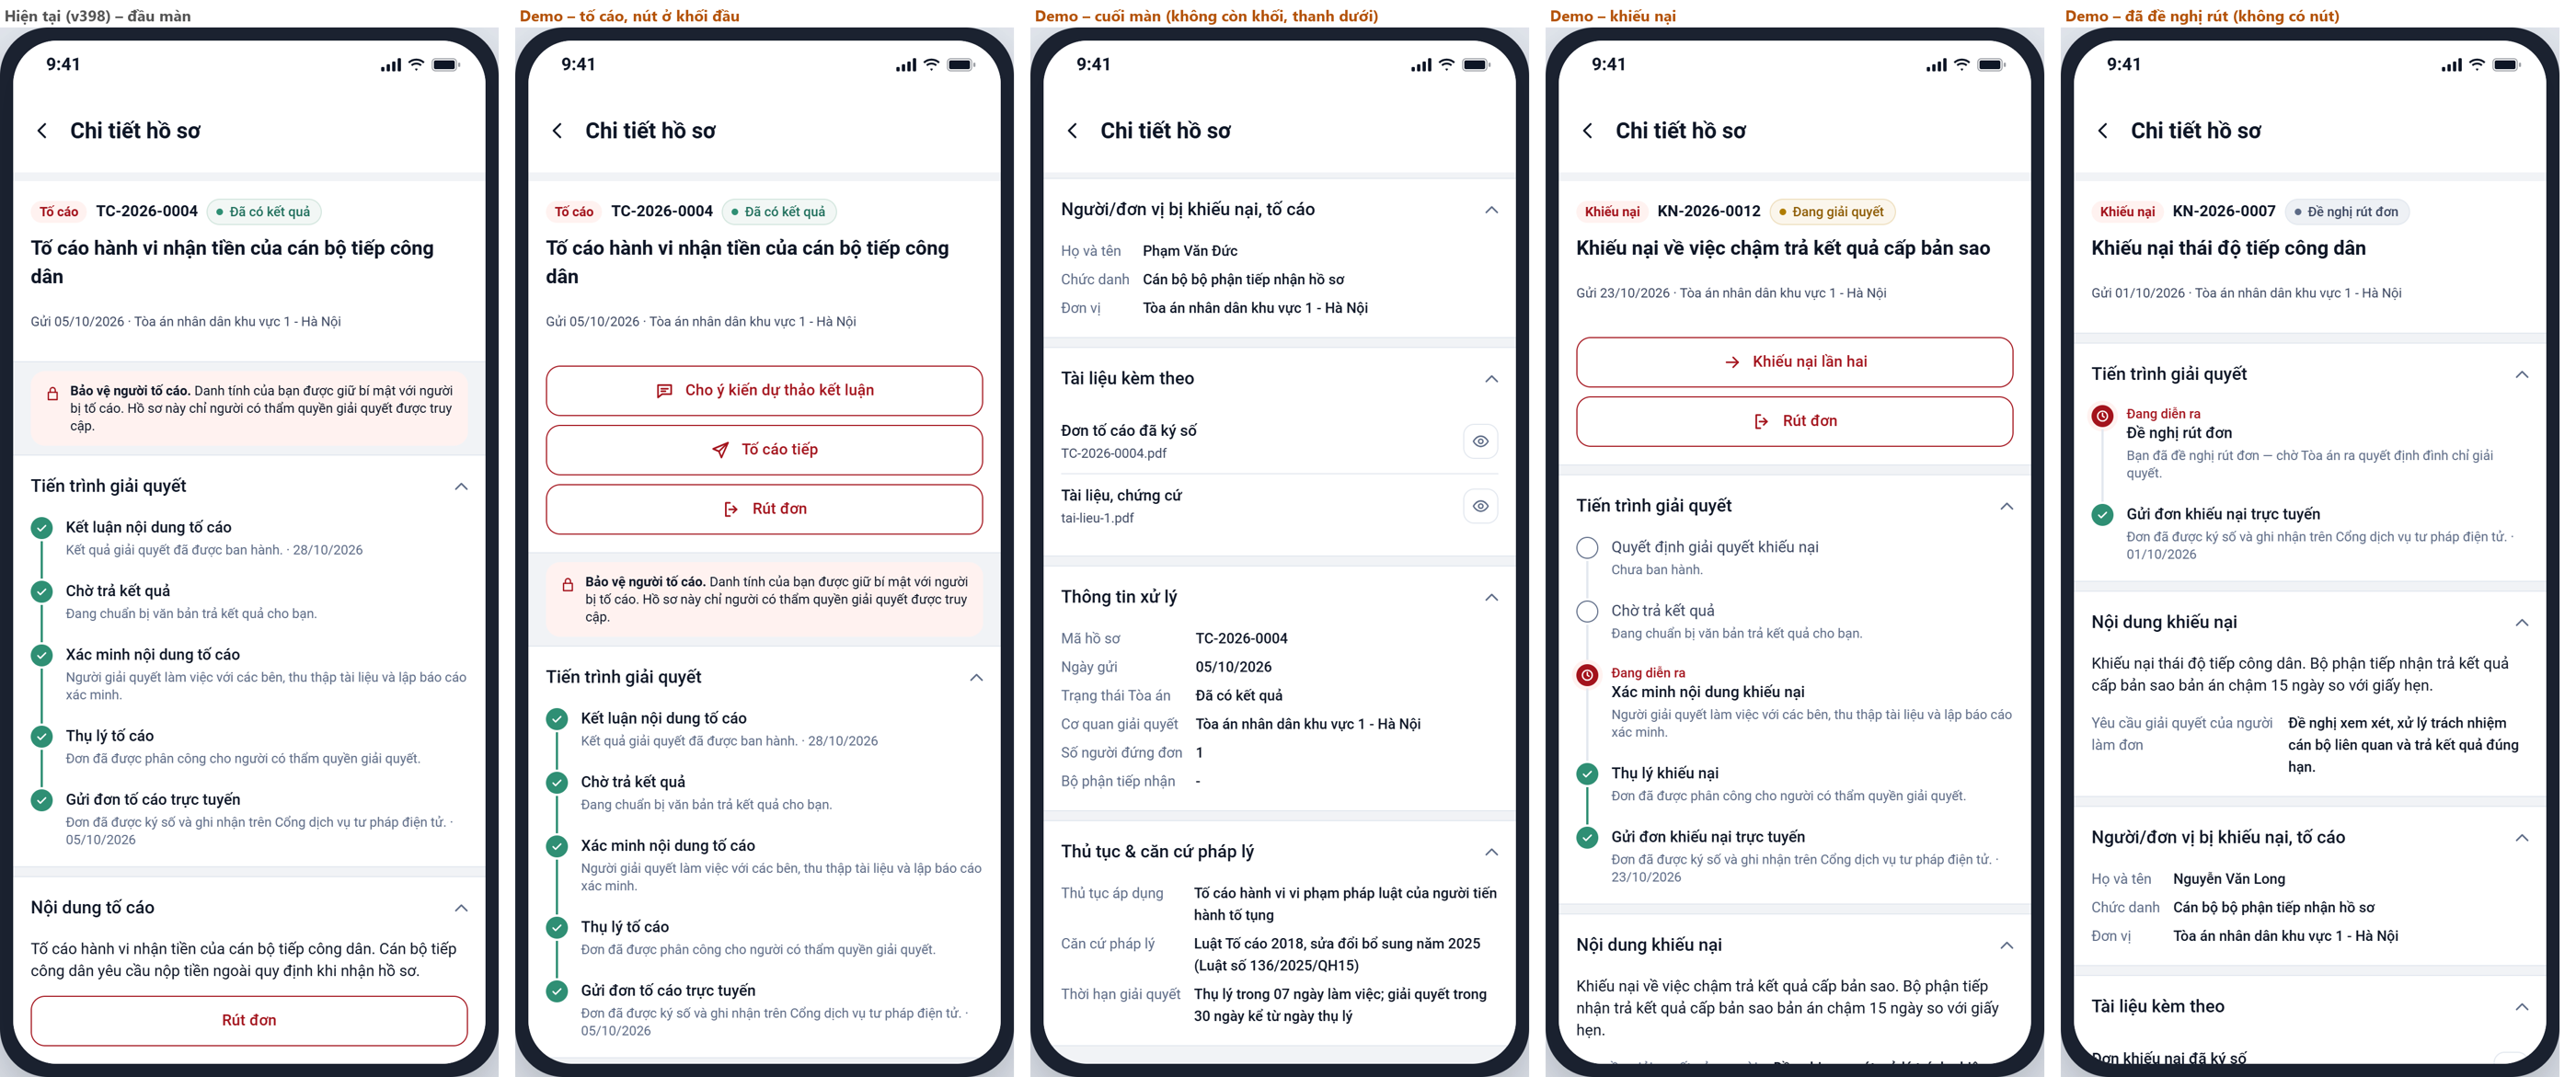 Hiện tại (v398) – đầu màn
9:41
Chi tiết hồ sơ
Tố cáo TC-2026-0004 Đã có kết quả
Tố cáo hành vi nhận tiền của cán bộ tiếp công
dân
Gửi 05/10/2026 · Tòa án nhân dân khu vực 1 - Hà Nội
Bảo vệ người tố cáo. Danh tính của bạn được giữ bí mật với người
bị tố cáo. Hồ sơ này chỉ người có thẩm quyền giải quyết được truy
cập.
Tiến trình giải quyết
Kết luận nội dung tố cáo
Kết quả giải quyết đã được ban hành. · 28/10/2026
Chờ trả kết quả
Đang chuẩn bị văn bản trả kết quả cho bạn.
Xác minh nội dung tố cáo
Người giải quyết làm việc với các bên, thu thập tài liệu và lập báo cáo
xác minh.
Thụ lý tố cáo
Đơn đã được phân công cho người có thẩm quyền giải quyết.
Gửi đơn tố cáo trực tuyến
Đơn đã được ký số và ghi nhận trên Cổng dịch vụ tư pháp điện tử. ·
05/10/2026
Nội dung tố cáo
Tố cáo hành vi nhận tiền của cán bộ tiếp công dân. Cán bộ tiếp
công dân yêu cầu nộp tiền ngoài quy định khi nhận hồ sơ.
Rút đơn
Demo – tố cáo, nút ở khối đầu
9:41
Chi tiết hồ sơ
Tố cáo TC-2026-0004 Đã có kết quả
Tố cáo hành vi nhận tiền của cán bộ tiếp công
dân
Gửi 05/10/2026 · Tòa án nhân dân khu vực 1 - Hà Nội
Cho ý kiến dự thảo kết luận
Tố cáo tiếp
Rút đơn
Bảo vệ người tố cáo. Danh tính của bạn được giữ bí mật với người
bị tố cáo. Hồ sơ này chỉ người có thẩm quyền giải quyết được truy
cập.
Tiến trình giải quyết
Kết luận nội dung tố cáo
Kết quả giải quyết đã được ban hành. · 28/10/2026
Chờ trả kết quả
Đang chuẩn bị văn bản trả kết quả cho bạn.
Xác minh nội dung tố cáo
Người giải quyết làm việc với các bên, thu thập tài liệu và lập báo cáo
xác minh.
Thụ lý tố cáo
Đơn đã được phân công cho người có thẩm quyền giải quyết.
Gửi đơn tố cáo trực tuyến
Đơn đã được ký số và ghi nhận trên Cổng dịch vụ tư pháp điện tử. ·
05/10/2026
Demo – cuối màn (không còn khối, thanh dưới)
9:41
Chi tiết hồ sơ
Người/đơn vị bị khiếu nại, tố cáo
Họ và tên Phạm Văn Đức
Chức danh Cán bộ bộ phận tiếp nhận hồ sơ
Đơn vị Tòa án nhân dân khu vực 1 - Hà Nội
Tài liệu kèm theo
Đơn tố cáo đã ký số
TC-2026-0004.pdf
Tài liệu, chứng cứ
tai-lieu-1.pdf
Thông tin xử lý
Mã hồ sơ TC-2026-0004
Ngày gửi 05/10/2026
Trạng thái Tòa án Đã có kết quả
Cơ quan giải quyết Tòa án nhân dân khu vực 1 - Hà Nội
Số người đứng đơn 1
Bộ phận tiếp nhận -
Thủ tục & căn cứ pháp lý
Thủ tục áp dụng Tố cáo hành vi vi phạm pháp luật của người tiến
hành tố tụng
Căn cứ pháp lý Luật Tố cáo 2018, sửa đổi bổ sung năm 2025
(Luật số 136/2025/QH15)
Thời hạn giải quyết Thụ lý trong 07 ngày làm việc; giải quyết trong
30 ngày kể từ ngày thụ lý
Demo – khiếu nại
9:41
Chi tiết hồ sơ
Khiếu nại KN-2026-0012 Đang giải quyết
Khiếu nại về việc chậm trả kết quả cấp bản sao
Gửi 23/10/2026 · Tòa án nhân dân khu vực 1 - Hà Nội
Khiếu nại lần hai
Rút đơn
Tiến trình giải quyết
Quyết định giải quyết khiếu nại
Chưa ban hành.
Chờ trả kết quả
Đang chuẩn bị văn bản trả kết quả cho bạn.
Đang diễn ra
Xác minh nội dung khiếu nại
Người giải quyết làm việc với các bên, thu thập tài liệu và lập báo cáo
xác minh.
Thụ lý khiếu nại
Đơn đã được phân công cho người có thẩm quyền giải quyết.
Gửi đơn khiếu nại trực tuyến
Đơn đã được ký số và ghi nhận trên Cổng dịch vụ tư pháp điện tử. ·
23/10/2026
Nội dung khiếu nại
Khiếu nại về việc chậm trả kết quả cấp bản sao. Bộ phận tiếp
nhận trả kết quả cấp bản sao bản án chậm 15 ngày so với giấy
hẹn.
Demo – đã đề nghị rút (không có nút)
9:41
Chi tiết hồ sơ
Khiếu nại KN-2026-0007 Đề nghị rút đơn
Khiếu nại thái độ tiếp công dân
Gửi 01/10/2026 · Tòa án nhân dân khu vực 1 - Hà Nội
Tiến trình giải quyết
Đang diễn ra
Đề nghị rút đơn
Bạn đã đề nghị rút đơn — chờ Tòa án ra quyết định đình chỉ giải
quyết.
Gửi đơn khiếu nại trực tuyến
Đơn đã được ký số và ghi nhận trên Cổng dịch vụ tư pháp điện tử. ·
01/10/2026
Nội dung khiếu nại
Khiếu nại thái độ tiếp công dân. Bộ phận tiếp nhận trả kết quả
cấp bản sao bản án chậm 15 ngày so với giấy hẹn.
Yêu cầu giải quyết của người Đề nghị xem xét, xử lý trách nhiệm
làm đơn cán bộ liên quan và trả kết quả đúng
hạn.
Người/đơn vị bị khiếu nại, tố cáo
Họ và tên Nguyễn Văn Long
Chức danh Cán bộ bộ phận tiếp nhận hồ sơ
Đơn vị Tòa án nhân dân khu vực 1 - Hà Nội
Tài liệu kèm theo
Đơn khiếu nại đã ký số